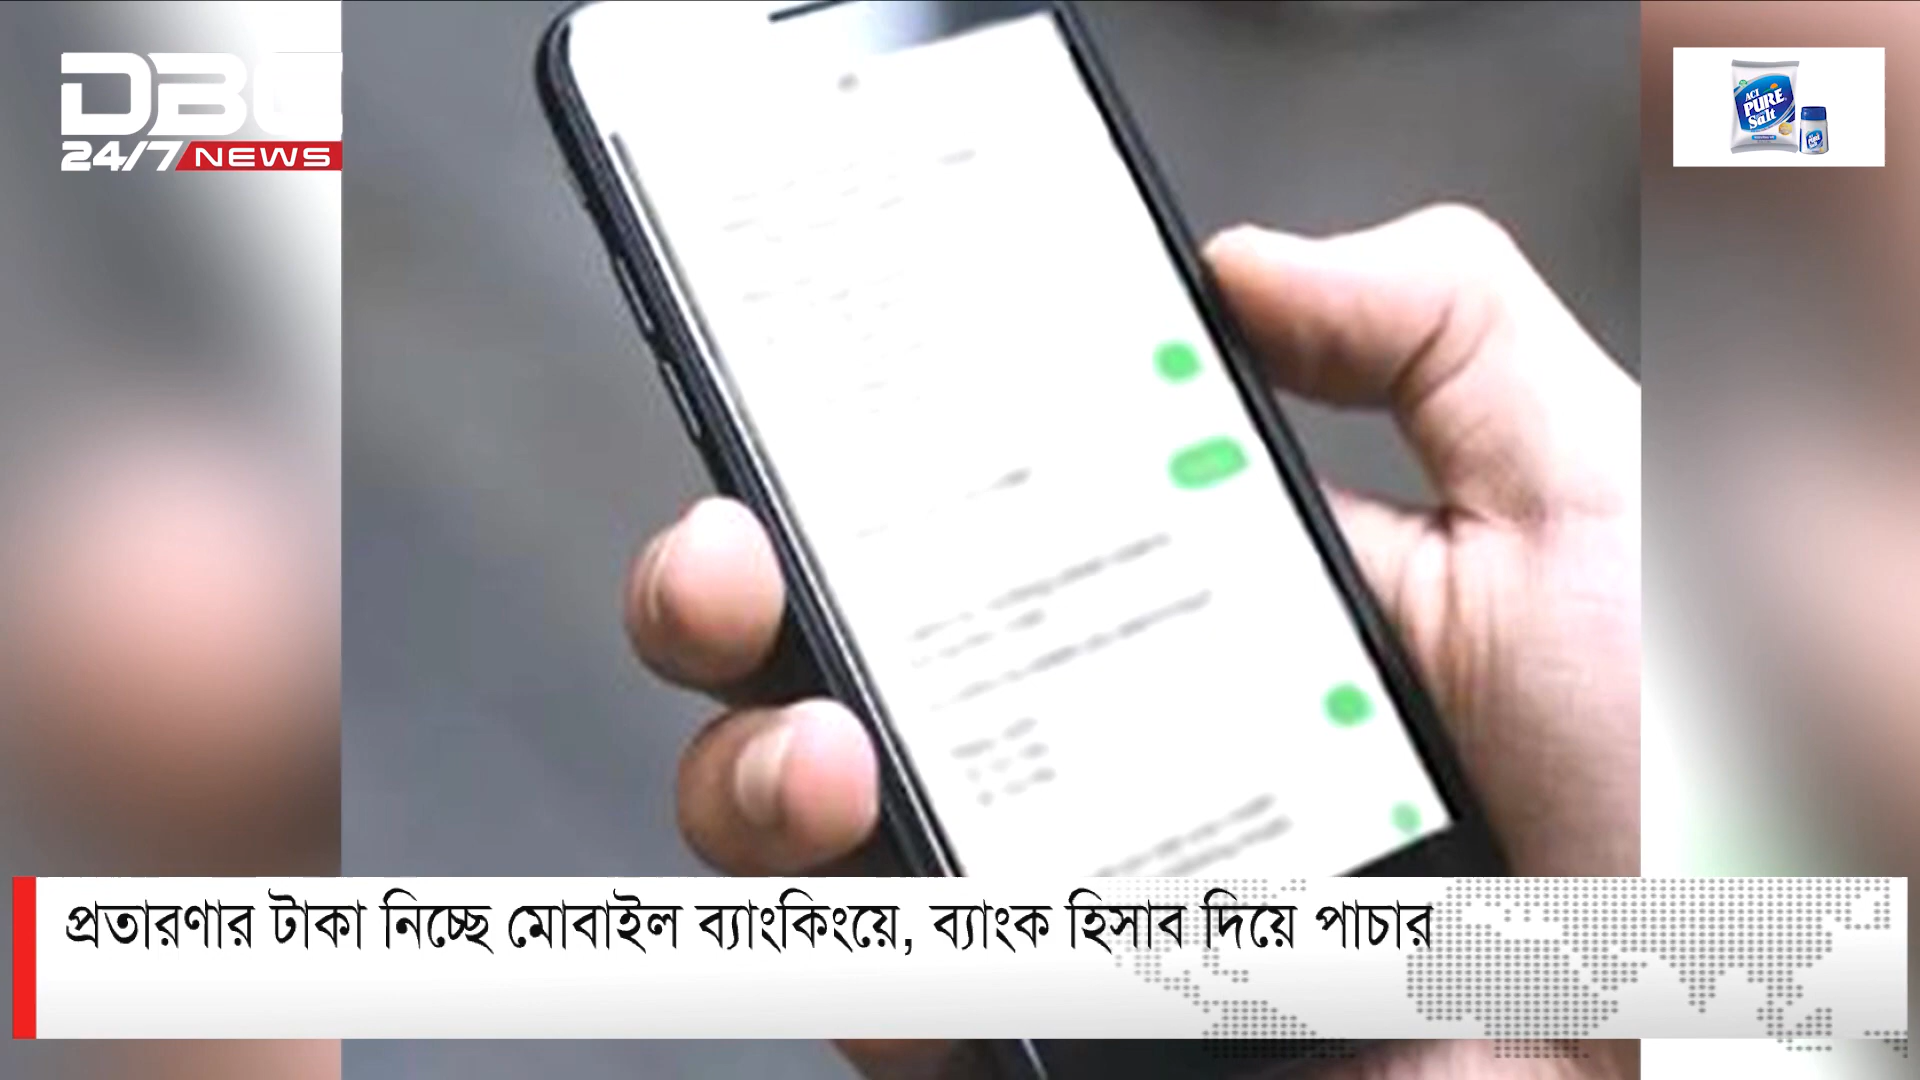 DBC
24/7 NEWS
ACI
PURE
Salt
প্রতারণার টাকা নিচ্ছে মোবাইল ব্যাংকিংয়ে, ব্যাংক হিসাব দিয়ে পাচার